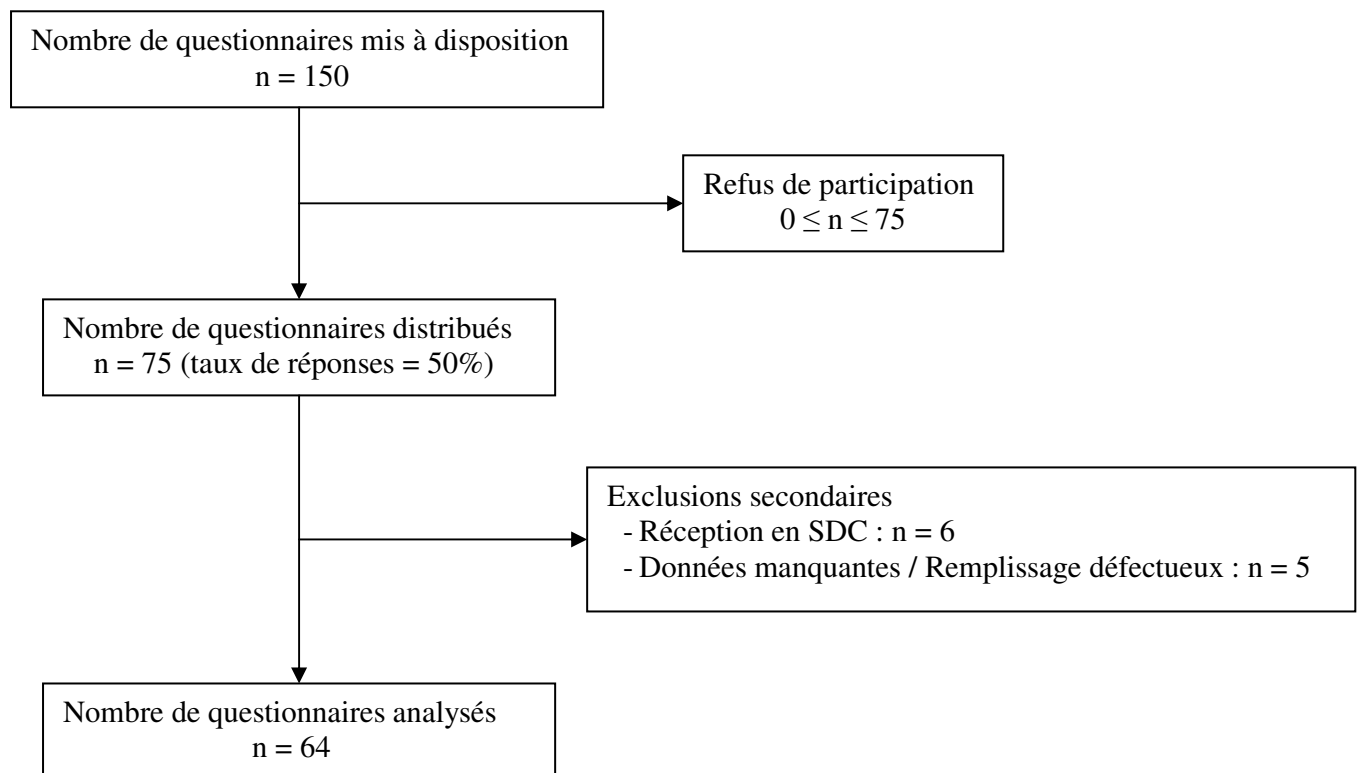 Nombre de questionnaires mis à disposition
n = 150
Refus de participation
0 ≤ n ≤ 75
Nombre de questionnaires distribués
n = 75 (taux de réponses = 50%)
Exclusions secondaires
- Réception en SDC : n = 6
- Données manquantes / Remplissage défectueux : n = 5
Nombre de questionnaires analysés
n = 64